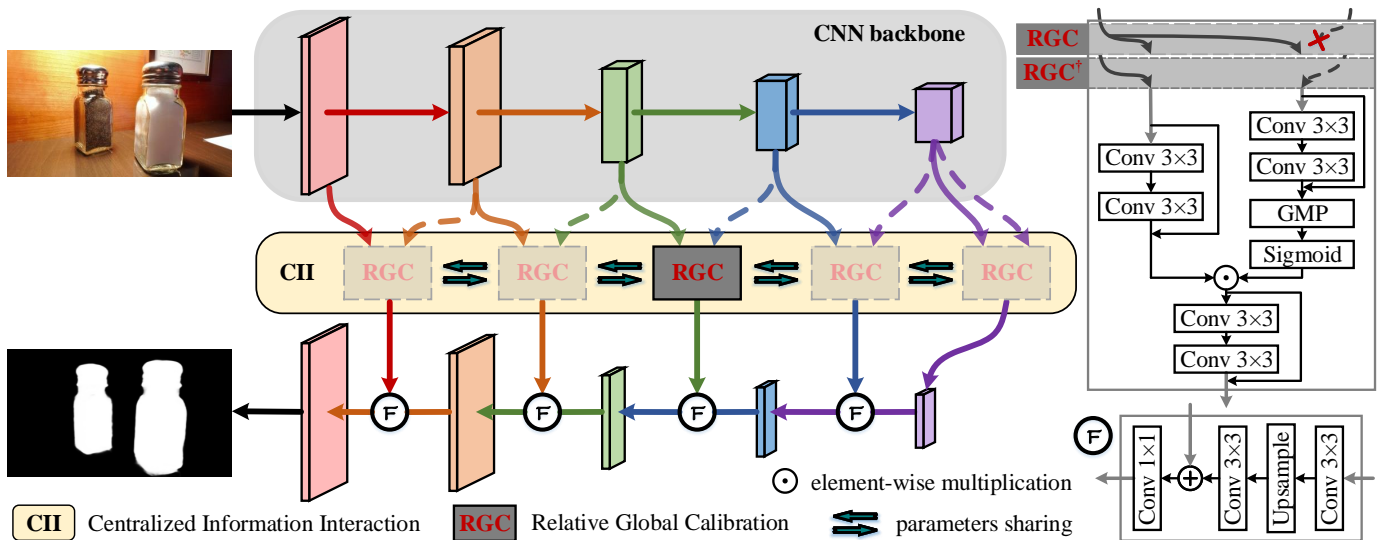 CNN backbone
CII
RGC
RGC
RGC
RGC
RGC
F
F
F
F
CII Centralized Information Interaction
RGC Relative Global Calibration
element-wise multiplication
parameters sharing
RGC
RGC†
Conv 3×3
Conv 3×3
Conv 3×3
Conv 3×3
GMP
Sigmoid
Conv 3×3
Conv 3×3
F
Conv 1×1
Conv 3×3
Upsample
Conv 3×3